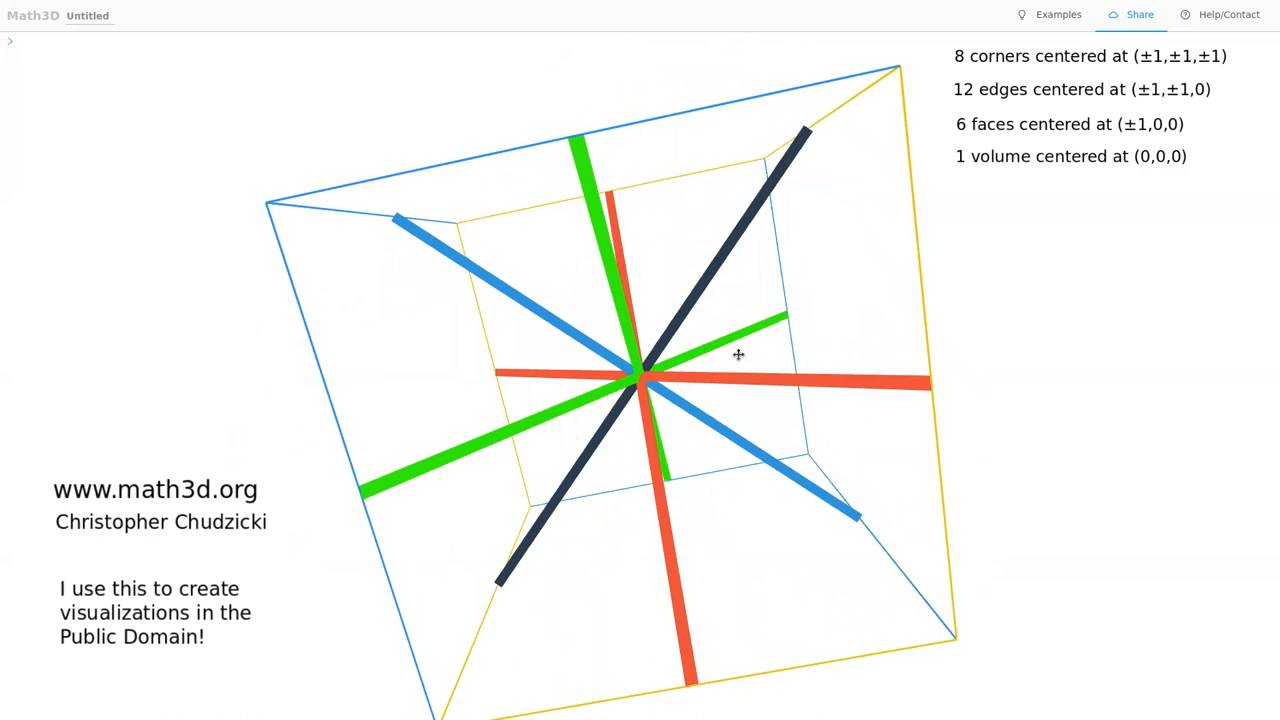 Math3D Untitled Examples Share Help/Contact
8 corners centered at (±1,±1,±1)
12 edges centered at (±1,±1,0)
6 faces centered at (±1,0,0)
1 volume centered at (0,0,0)
www.math3d.org
Christopher Chudzicki
I use this to create
visualizations in the
Public Domain!